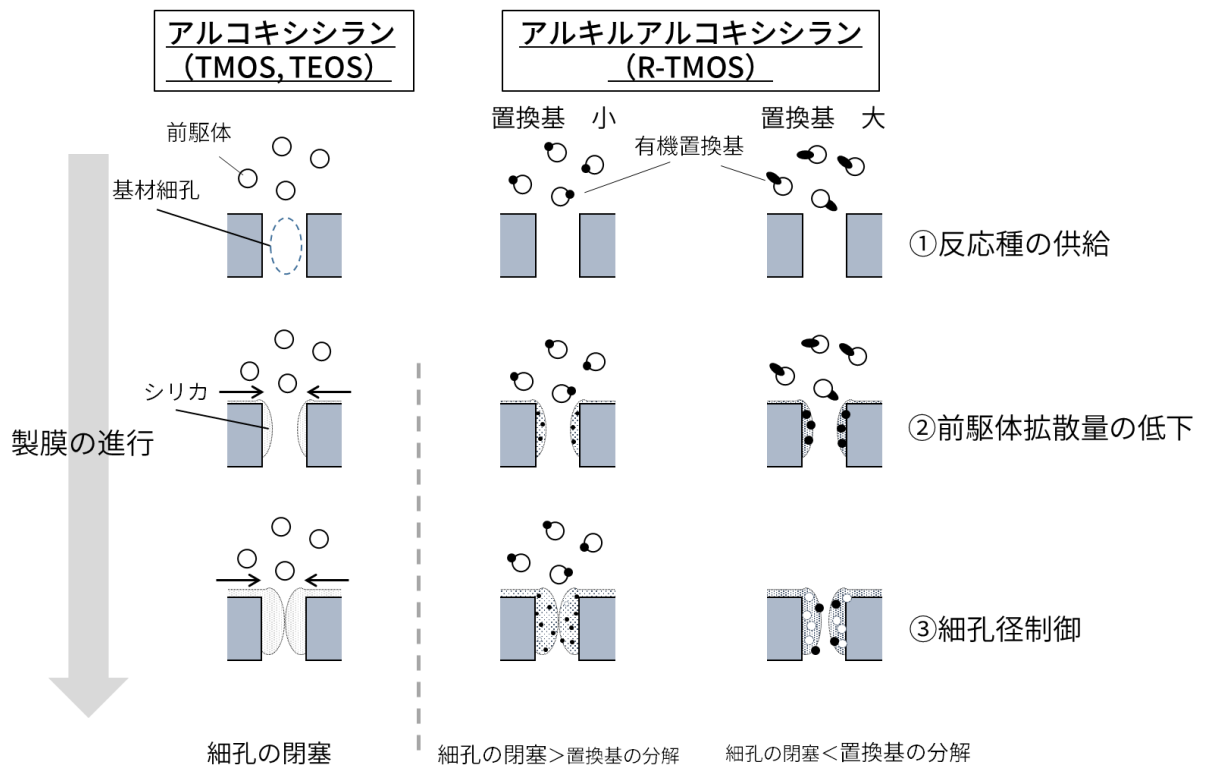 アルコキシシラン
（TMOS, TEOS）
アルキルアルコキシシラン
（R-TMOS）
置換基　小
置換基　大
前駆体
有機置換基
基材細孔
①反応種の供給
シリカ
製膜の進行
②前駆体拡散量の低下
③細孔径制御
細孔の閉塞
細孔の閉塞＞置換基の分解
細孔の閉塞＜置換基の分解